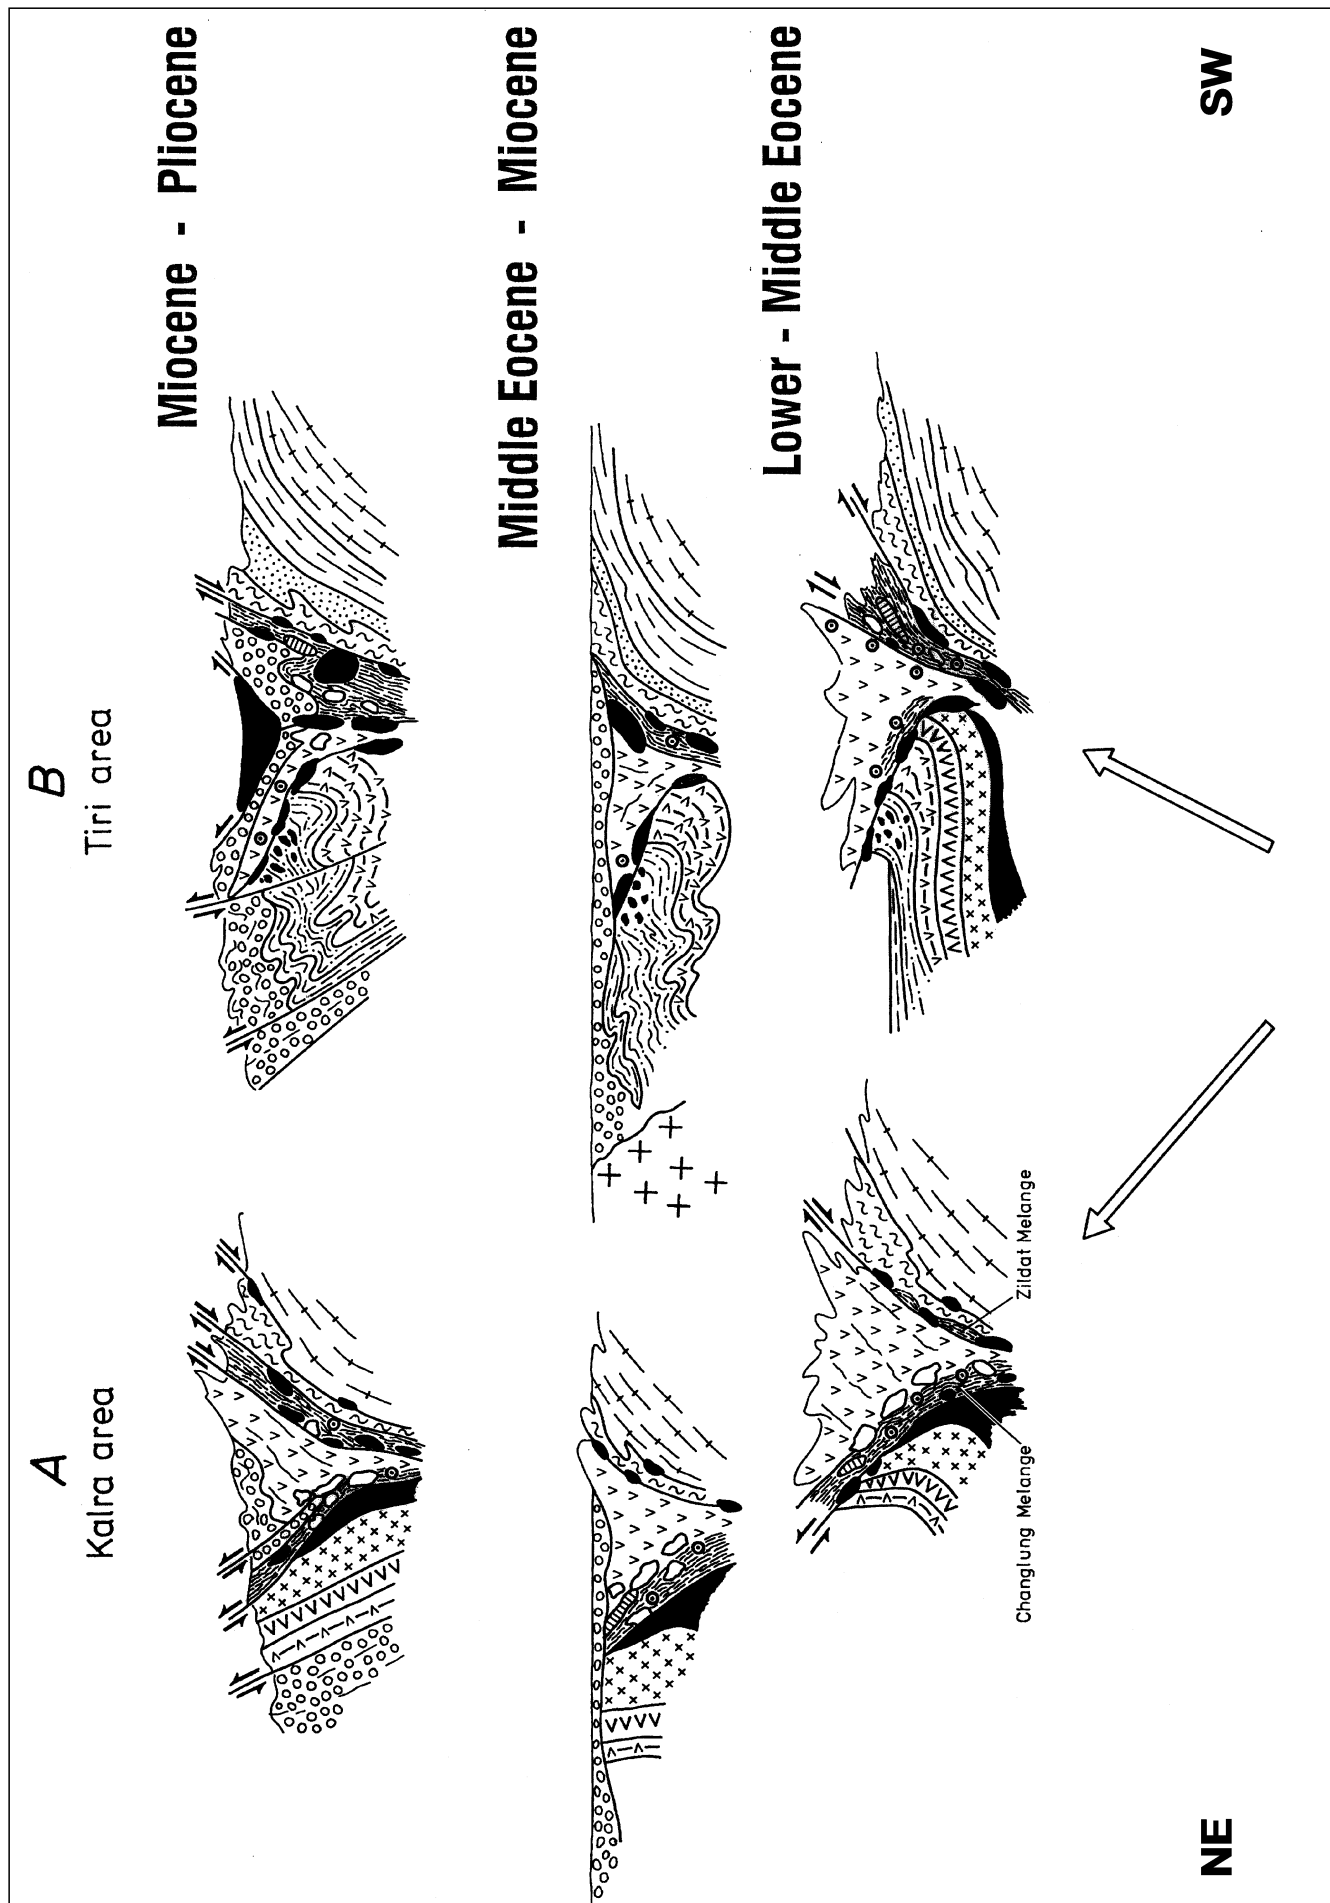 A
Kalra area
B
Tiri area
Miocene - Pliocene
Middle Eocene - Miocene
Lower - Middle Eocene
Changlung Melange
Zildat Melange
NE
SW